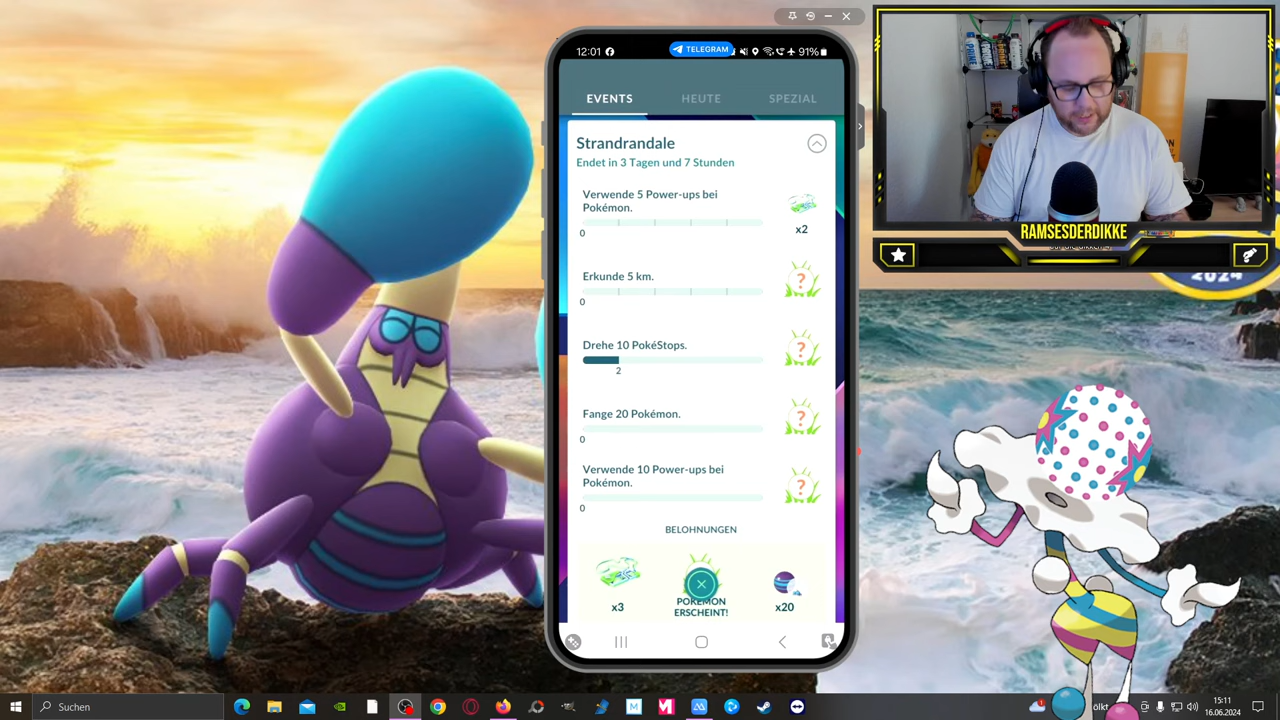 12:01
TELEGRAM
91%
EVENTS
HEUTE
SPEZIAL
Strandrandale
Endet in 3 Tagen und 7 Stunden
Verwende 5 Power-ups bei
Pokémon.
0
x2
Erkunde 5 km.
0
?
Drehe 10 PokéStops.
2
?
Fange 20 Pokémon.
0
?
Verwende 10 Power-ups bei
Pokémon.
0
?
BELOHNUNGEN
x3
POKÉMON
ERSCHEINT!
x20
PRIME
RAMSESDERDIKKE
2024
Suchen
15:11
16.06.2024